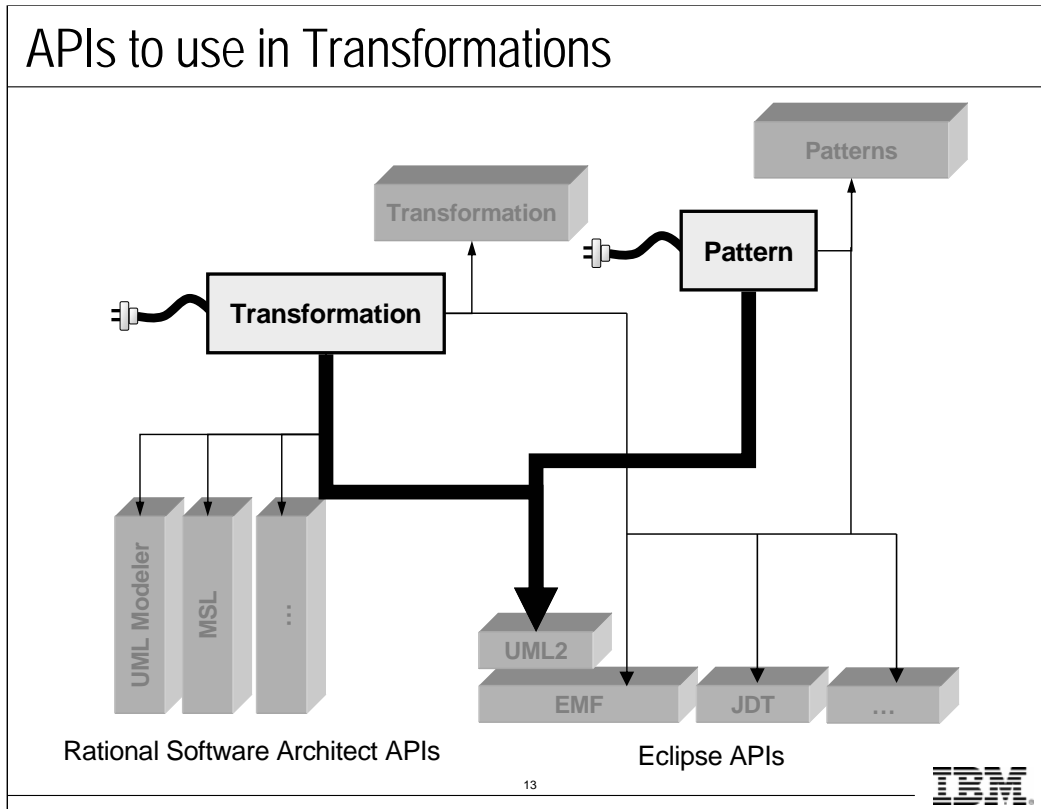 APIs to use in Transformations
Patterns
Transformation
Pattern
Transformation
UML Modeler
MSL
…
UML2
EMF
JDT
…
Rational Software Architect APIs
Eclipse APIs
13
IBM®